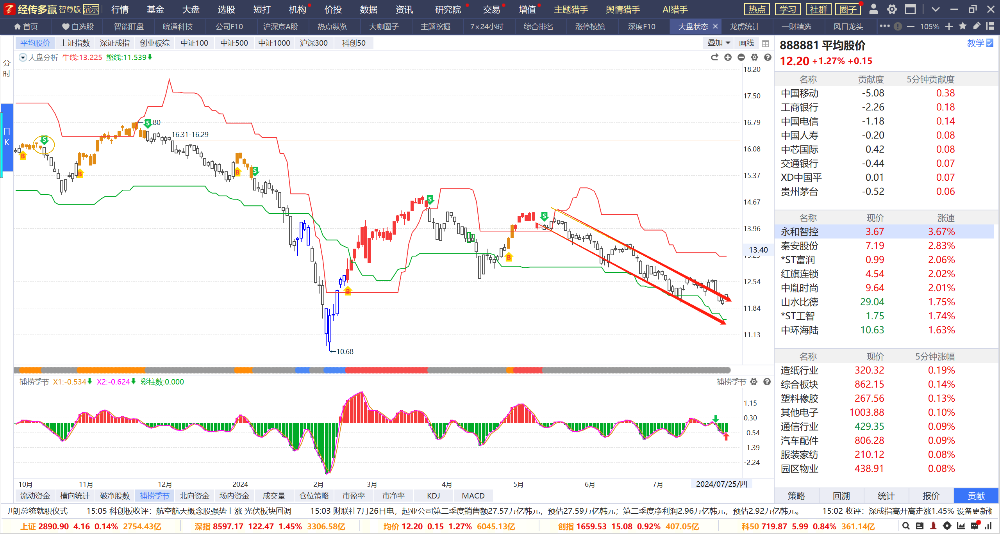 经传多赢 智尊版 演示 行情 基金 大盘 选股 短打 机构 价投 数据 资讯 研究院 交易 增值 主题猎手 舆情猎手 AI猎手 热点 学习 社群 圈子
首页 自选股 智能盯盘 皖通科技 公司F10 沪深京A股 热点纵览 大咖圈子 主题挖掘 7×24小时 综合排名 涨停棱镜 深度F10 大盘状态 龙虎统计 一财精选 风口龙头 105%
平均股价 上证指数 深证成指 创业板综 中证100 中证500 中证1000 沪深300 科创50 叠加 画线
大盘分析 牛线:13.225 熊线:11.539
分时
日K
18.20
17.50
16.79
16.08
15.37
14.67
13.96
13.40
12.54
11.84
11.13
.80
16.31-16.29
10.68
S
B
B
S
B
S
B
S
B
S
捕捞季节 X1:-0.534 X2:-0.624 彩柱数:0.000 捕捞季节
1.15
0.30
-0.54
-1.39
-2.24
10月 11月 12月 2024 2月 3月 4月 5月 6月 7月 2024/07/25/四
流动资金 横向统计 破净股数 捕捞季节 北向资金 场内资金 成交量 仓位策略 市盈率 市净率 KDJ MACD
888881 平均股价 教学
12.20 +1.27% +0.15
名称 贡献度 5分钟贡献度
中国移动 -5.08 0.38
工商银行 -2.26 0.18
中国电信 -1.18 0.14
中国人寿 -0.20 0.08
中芯国际 0.42 0.08
交通银行 -0.44 0.07
XD中国平 0.01 0.07
贵州茅台 -0.52 0.06
名称 现价 涨速
永和智控 3.67 3.67%
秦安股份 7.19 2.83%
*ST富润 0.99 2.06%
红旗连锁 4.54 2.02%
中胤时尚 9.64 2.01%
山水比德 29.04 1.75%
*ST工智 1.75 1.74%
中环海陆 10.63 1.63%
名称 现价 5分钟涨幅
造纸行业 320.32 0.19%
综合板块 862.15 0.14%
塑料橡胶 267.56 0.13%
其他电子 1003.88 0.10%
通信行业 429.35 0.09%
汽车配件 806.28 0.09%
服装家纺 210.12 0.08%
园区物业 438.91 0.08%
策略 回溯 统计 报价 贡献
朗总统就职仪式 15:05 科创板收评：航空航天概念股强势上涨 光伏板块回调 15:03 财联社7月26日电，起亚公司第二季度销售额27.57万亿韩元，预估27.59万亿韩元；第二季度净利润2.96万亿韩元，预估2.92万亿韩元。 15:02 收评：深成指高开高走涨1.45% 设备更新
上证 2890.90 4.16 0.14% 2754.43亿 深指 8597.17 122.47 1.45% 3306.58亿 均价 12.20 0.15 1.27% 6045.13亿 创指 1659.53 15.08 0.92% 407.05亿 科50 719.87 5.99 0.84% 361.14亿